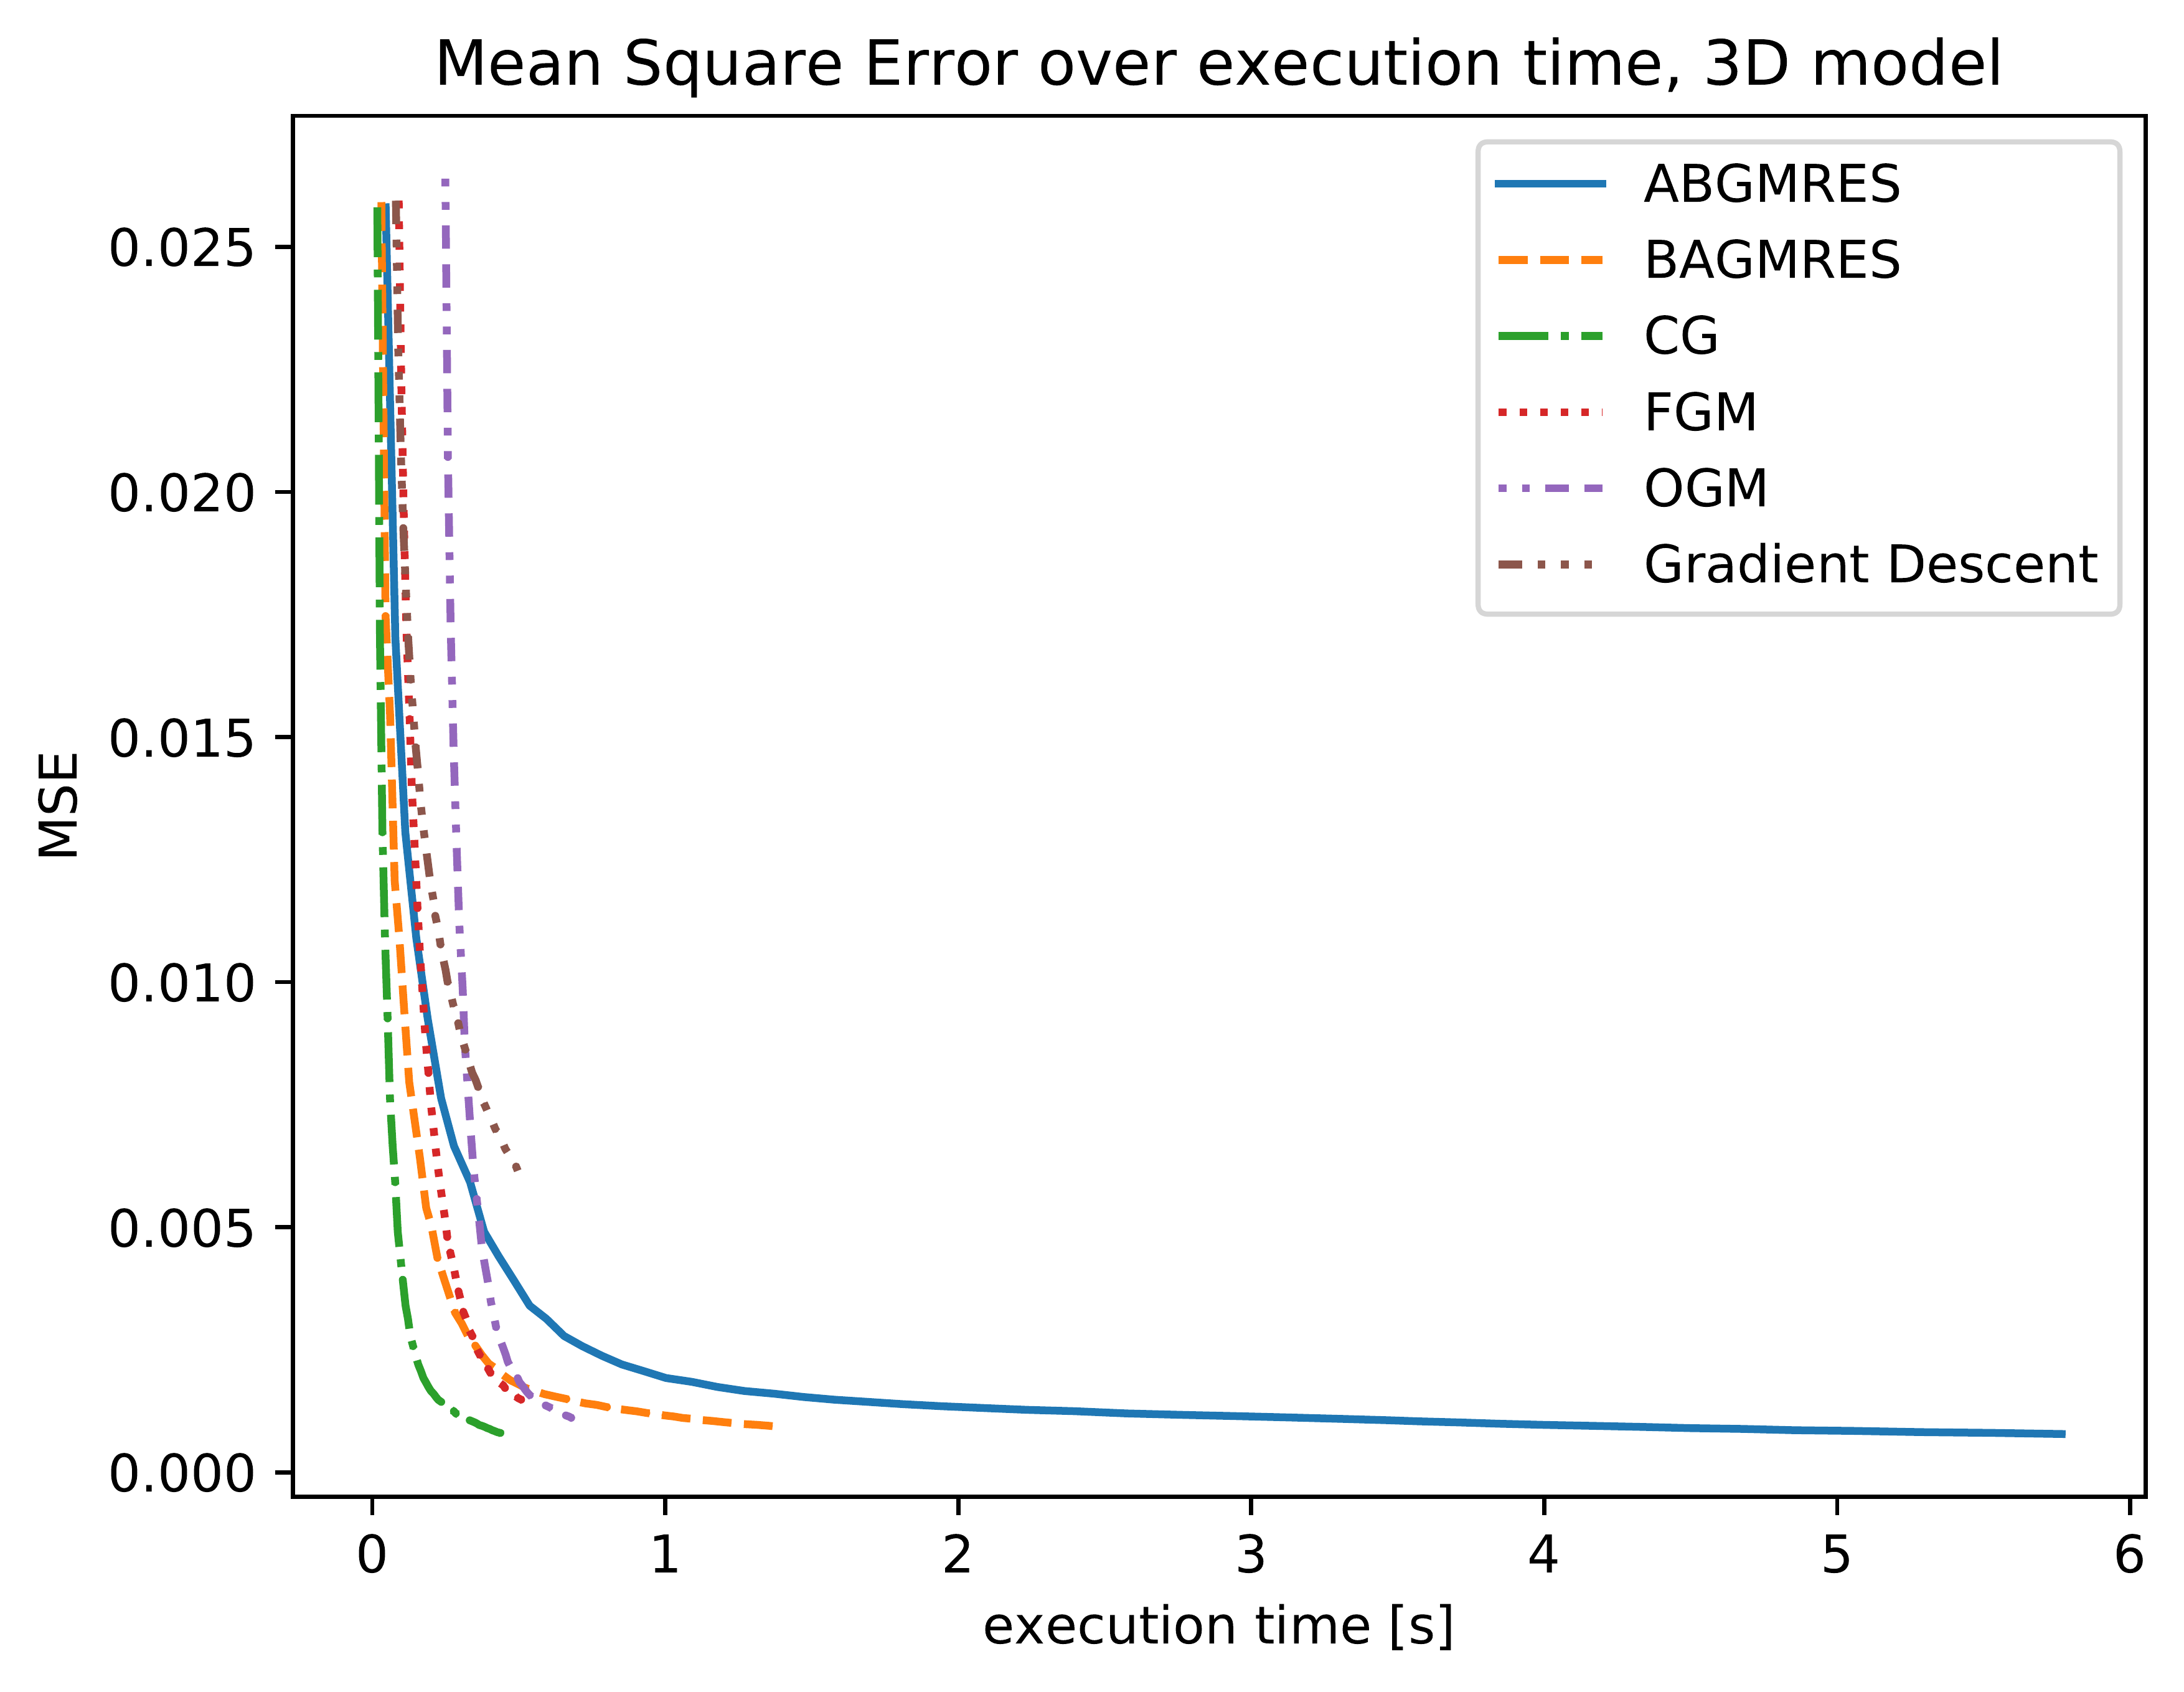 Mean Square Error over execution time, 3D model
ABGMRES
BAGMRES
CG
FGM
OGM
Gradient Descent
0.025
0.020
0.015
0.010
0.005
0.000
MSE
0 1 2 3 4 5 6
execution time [s]